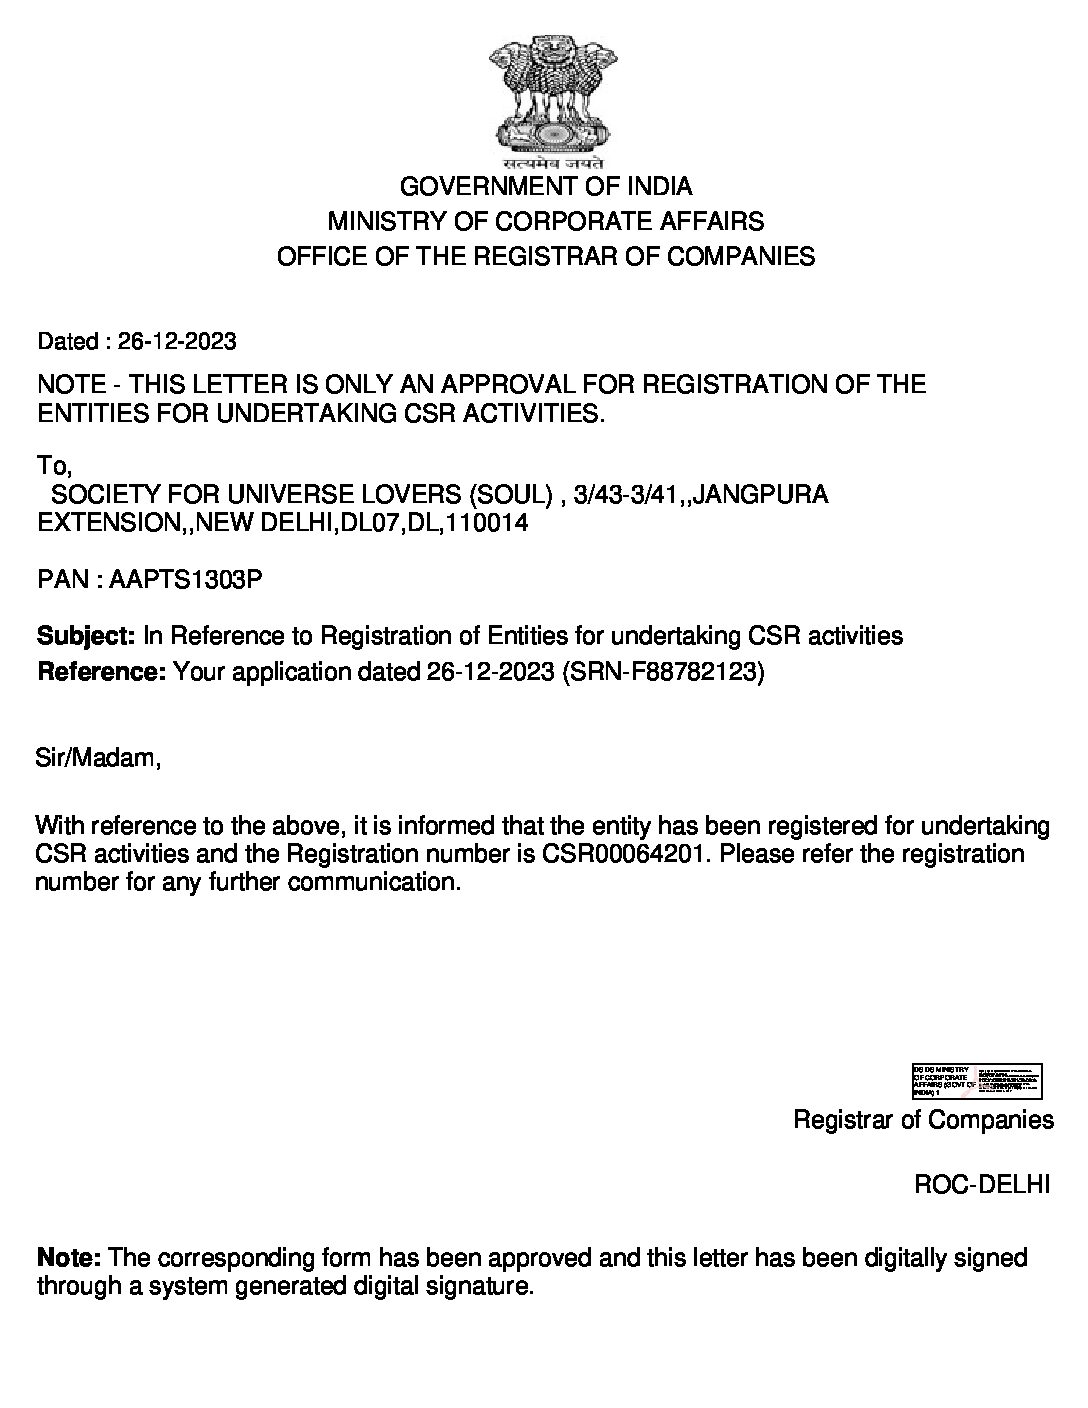 सत्यमेव जयते
GOVERNMENT OF INDIA
MINISTRY OF CORPORATE AFFAIRS
OFFICE OF THE REGISTRAR OF COMPANIES
Dated : 26-12-2023
NOTE - THIS LETTER IS ONLY AN APPROVAL FOR REGISTRATION OF THE
ENTITIES FOR UNDERTAKING CSR ACTIVITIES.
To,
SOCIETY FOR UNIVERSE LOVERS (SOUL) , 3/43-3/41,,JANGPURA
EXTENSION,,NEW DELHI,DL07,DL,110014
PAN : AAPTS1303P
Subject: In Reference to Registration of Entities for undertaking CSR activities
Reference: Your application dated 26-12-2023 (SRN-F88782123)
Sir/Madam,
With reference to the above, it is informed that the entity has been registered for undertaking
CSR activities and the Registration number is CSR00064201. Please refer the registration
number for any further communication.
DS DS MINISTRY
OF CORPORATE
AFFAIRS (GOVT OF
INDIA) 1
Registrar of Companies
ROC-DELHI
Note: The corresponding form has been approved and this letter has been digitally signed
through a system generated digital signature.